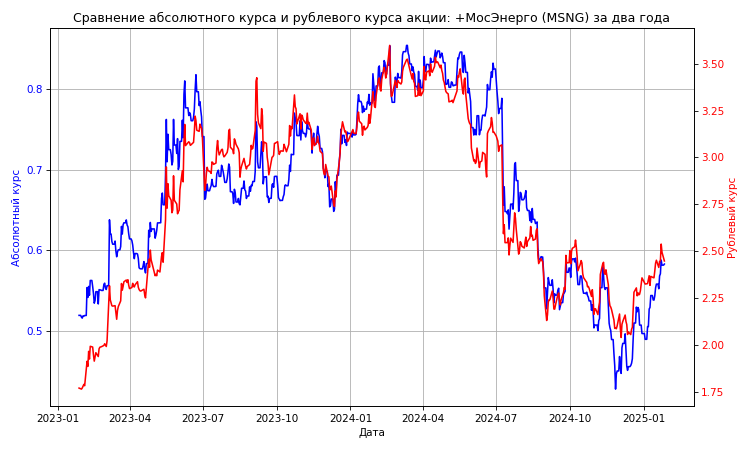 Сравнение абсолютного курса и рублевого курса акции: +МосЭнерго (MSNG) за два года
3.50
0.8
3.25
3.00
0.7
2.75
Абсолютный курс
Рублевый курс
0.6
2.50
2.25
0.5
2.00
1.75
2023-01 2023-04 2023-07 2023-10 2024-01 2024-04 2024-07 2024-10 2025-01
Дата